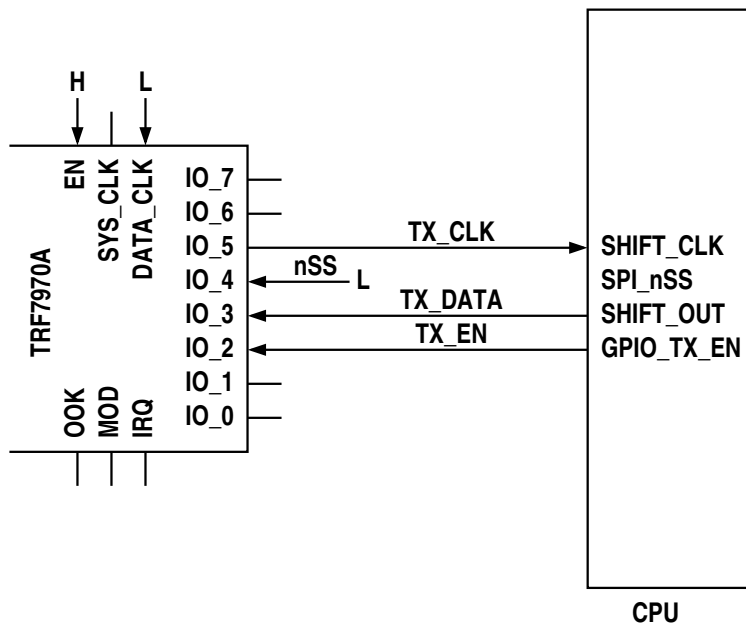 H
L
EN
SYS_CLK
DATA_CLK
TRF7970A
OOK
MOD
IRQ
IO_7
IO_6
IO_5
IO_4
IO_3
IO_2
IO_1
IO_0
TX_CLK
nSS
L
TX_DATA
TX_EN
SHIFT_CLK
SPI_nSS
SHIFT_OUT
GPIO_TX_EN
CPU